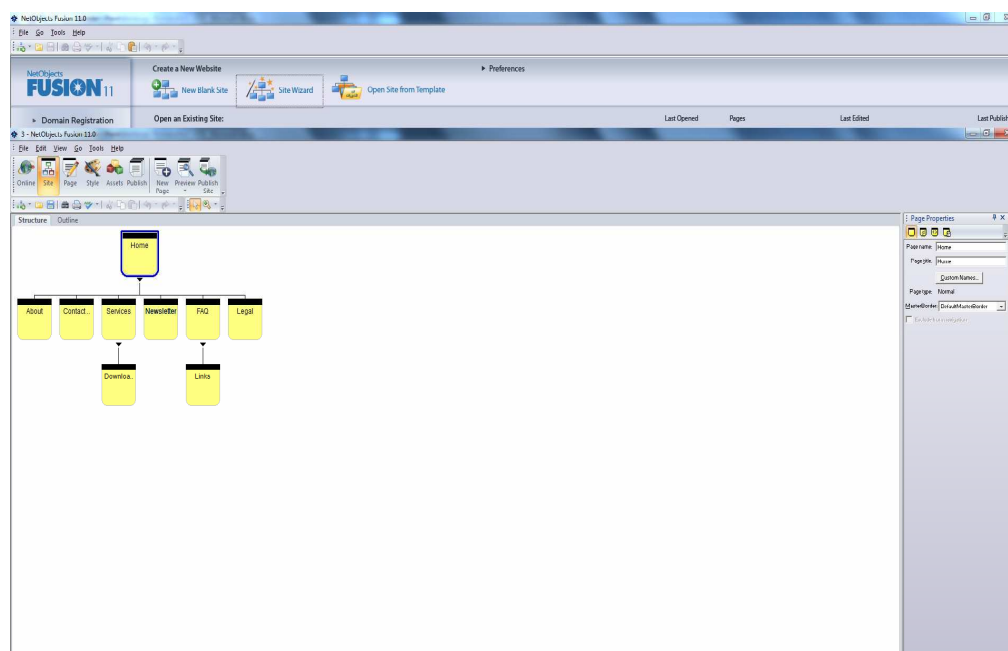 NetObjects Fusion 11.0
File Go Tools Help
NetObjects
FUSION 11
Create a New Website
Preferences
New Blank Site
Site Wizard
Open Site from Template
Domain Registration
Open an Existing Site:
Last Opened
Pages
Last Edited
Last Publish
3 - NetObjects Fusion 11.0
File Edit View Go Tools Help
Online Site Page Style Assets Publish New Page Preview Publish Site
Structure Outline
Home
About Contact... Services Newsletter FAQ Legal
Downloa... Links
Page Properties
Page name: Home
Page title: Home
Custom Names...
Page type: Normal
MasterBorder: DefaultMasterBorder